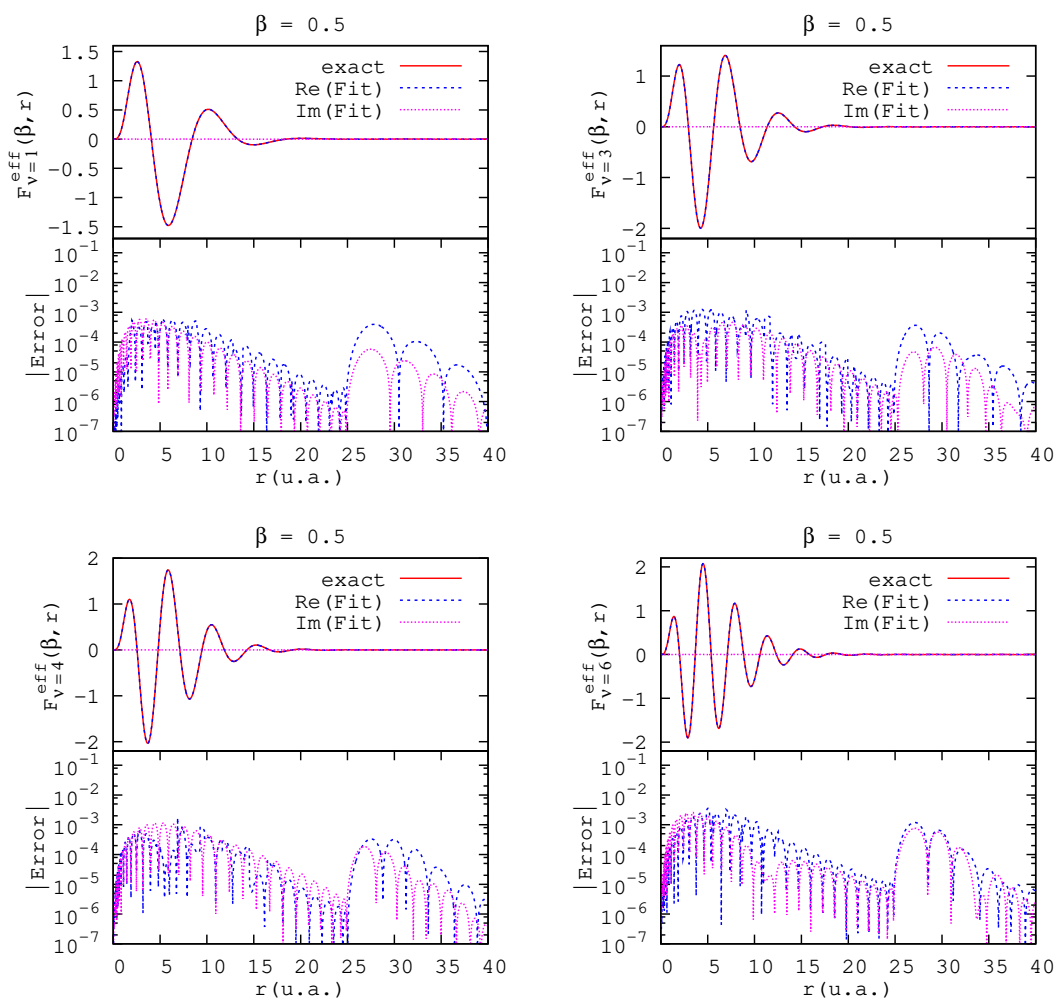 β = 0.5
F^eff_ν=1(β,r)
1.5
1
0.5
0
−0.5
−1
−1.5
exact
Re(Fit)
Im(Fit)
|Error|
10^-1
10^-2
10^-3
10^-4
10^-5
10^-6
10^-7
0 5 10 15 20 25 30 35 40
r(u.a.)
β = 0.5
F^eff_ν=3(β,r)
1
0
−1
−2
exact
Re(Fit)
Im(Fit)
|Error|
10^-1
10^-2
10^-3
10^-4
10^-5
10^-6
10^-7
0 5 10 15 20 25 30 35 40
r(u.a.)
β = 0.5
F^eff_ν=4(β,r)
2
1
0
−1
−2
exact
Re(Fit)
Im(Fit)
|Error|
10^-1
10^-2
10^-3
10^-4
10^-5
10^-6
10^-7
0 5 10 15 20 25 30 35 40
r(u.a.)
β = 0.5
F^eff_ν=6(β,r)
2
1
0
−1
−2
exact
Re(Fit)
Im(Fit)
|Error|
10^-1
10^-2
10^-3
10^-4
10^-5
10^-6
10^-7
0 5 10 15 20 25 30 35 40
r(u.a.)